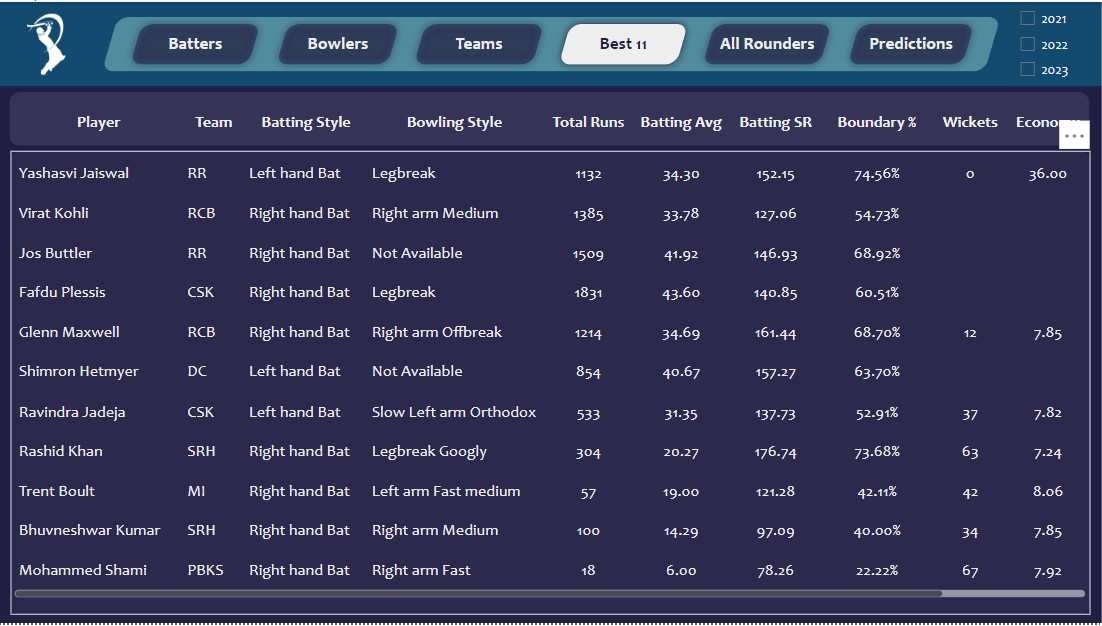 2021
Batters Bowlers Teams Best 11 All Rounders Predictions
2022
2023
Player Team Batting Style Bowling Style Total Runs Batting Avg Batting SR Boundary % Wickets Econo
...
Yashasvi Jaiswal RR Left hand Bat Legbreak 1132 34.30 152.15 74.56% 0 36.00
Virat Kohli RCB Right hand Bat Right arm Medium 1385 33.78 127.06 54.73%
Jos Buttler RR Right hand Bat Not Available 1509 41.92 146.93 68.92%
Fafdu Plessis CSK Right hand Bat Legbreak 1831 43.60 140.85 60.51%
Glenn Maxwell RCB Right hand Bat Right arm Offbreak 1214 34.69 161.44 68.70% 12 7.85
Shimron Hetmyer DC Left hand Bat Not Available 854 40.67 157.27 63.70%
Ravindra Jadeja CSK Left hand Bat Slow Left arm Orthodox 533 31.35 137.73 52.91% 37 7.82
Rashid Khan SRH Right hand Bat Legbreak Googly 304 20.27 176.74 73.68% 63 7.24
Trent Boult MI Right hand Bat Left arm Fast medium 57 19.00 121.28 42.11% 42 8.06
Bhuvneshwar Kumar SRH Right hand Bat Right arm Medium 100 14.29 97.09 40.00% 34 7.85
Mohammed Shami PBKS Right hand Bat Right arm Fast 18 6.00 78.26 22.22% 67 7.92